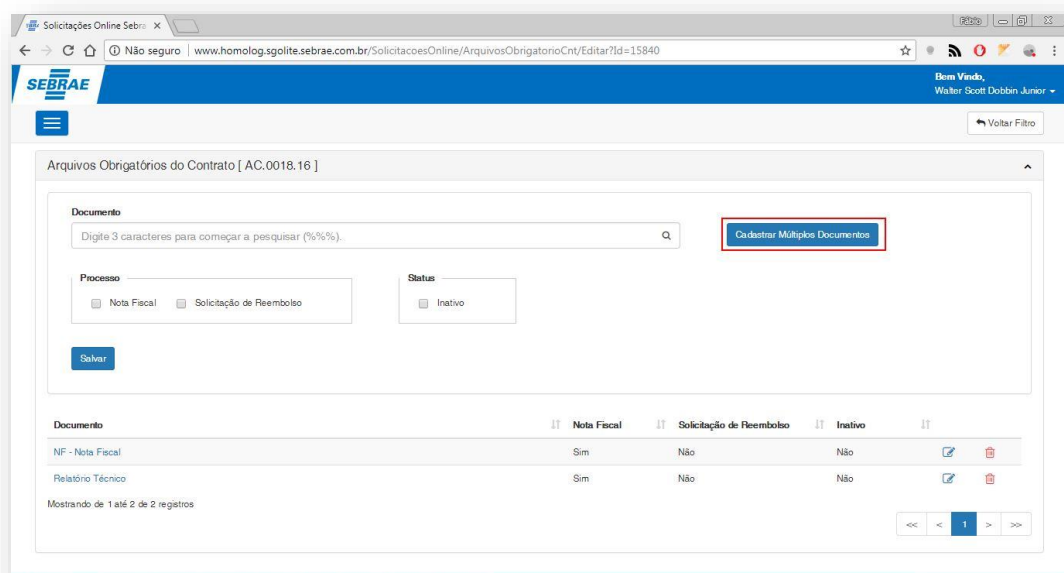 Solicitações Online Sebra
Fábio
Não seguro | www.homolog.sgolite.sebrae.com.br/SolicitacoesOnline/ArquivosObrigatorioCnt/Editar?Id=15840
SEBRAE
Bem Vindo,
Walter Scott Dobbin Junior
Voltar Filtro
Arquivos Obrigatórios do Contrato [ AC.0018.16 ]
Documento
Digite 3 caracteres para começar a pesquisar (%%%).
Cadastrar Múltiplos Documentos
Processo
Status
Nota Fiscal Solicitação de Reembolso
Inativo
Salvar
Documento Nota Fiscal Solicitação de Reembolso Inativo
NF - Nota Fiscal Sim Não Não
Relatório Técnico Sim Não Não
Mostrando de 1 até 2 de 2 registros
<< < 1 > >>